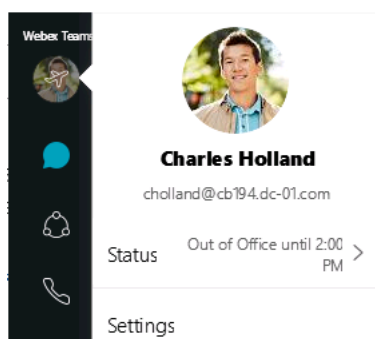 Webex Teams
Charles Holland
cholland@cb194.dc-01.com
Status
Out of Office until 2:00
PM
Settings